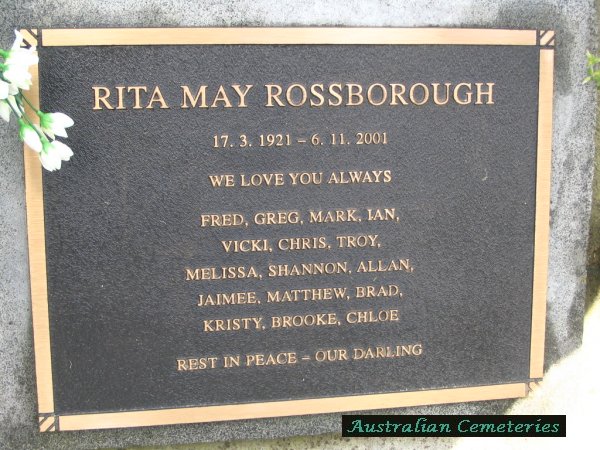 RITA MAY ROSSBOROUGH
17. 3. 1921 – 6. 11. 2001
WE LOVE YOU ALWAYS
FRED, GREG, MARK, IAN,
VICKI, CHRIS, TROY,
MELISSA, SHANNON, ALLAN,
JAIMEE, MATTHEW, BRAD,
KRISTY, BROOKE, CHLOE
REST IN PEACE – OUR DARLING
Australian Cemeteries